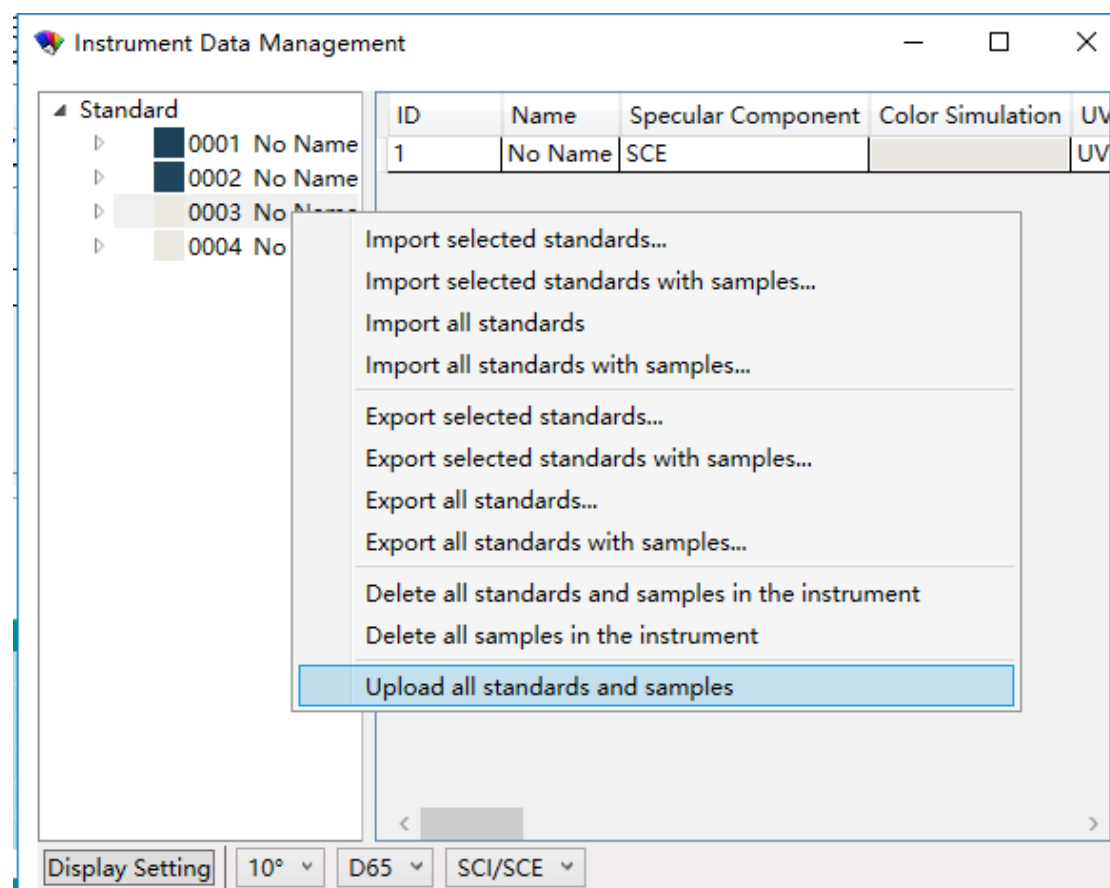 Instrument Data Management
Standard
0001 No Name
0002 No Name
0003 No Name
0004 No
ID Name Specular Component Color Simulation UV
1 No Name SCE UV
Import selected standards...
Import selected standards with samples...
Import all standards
Import all standards with samples...
Export selected standards...
Export selected standards with samples...
Export all standards...
Export all standards with samples...
Delete all standards and samples in the instrument
Delete all samples in the instrument
Upload all standards and samples
Display Setting 10° D65 SCI/SCE